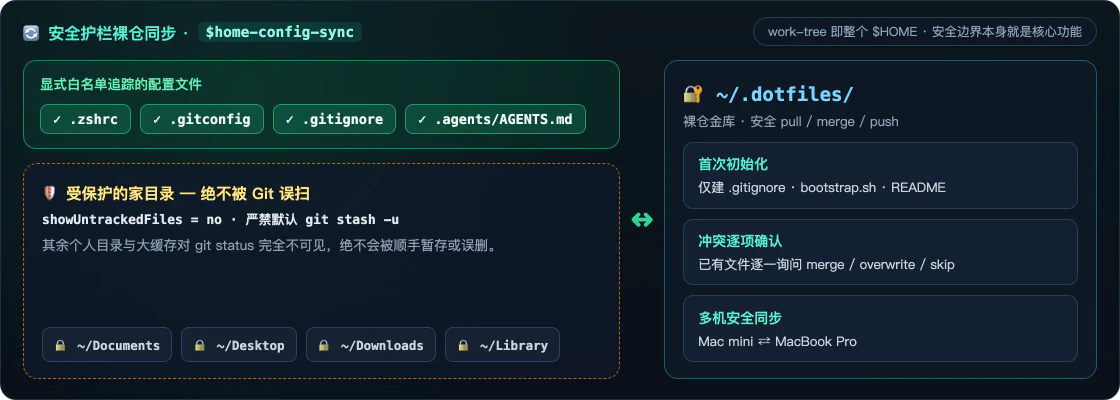 安全护栏裸仓同步 · $home-config-sync
work-tree 即整个 $HOME · 安全边界本身就是核心功能
显式白名单追踪的配置文件
✓ .zshrc
✓ .gitconfig
✓ .gitignore
✓ .agents/AGENTS.md
受保护的家目录 — 绝不被 Git 误扫
showUntrackedFiles = no · 严禁默认 git stash -u
其余个人目录与大缓存对 git status 完全不可见，绝不会被顺手暂存或误删。
~/Documents
~/Desktop
~/Downloads
~/Library
~/.dotfiles/
裸仓金库 · 安全 pull / merge / push
首次初始化
仅建 .gitignore · bootstrap.sh · README
冲突逐项确认
已有文件逐一询问 merge / overwrite / skip
多机安全同步
Mac mini ⇄ MacBook Pro